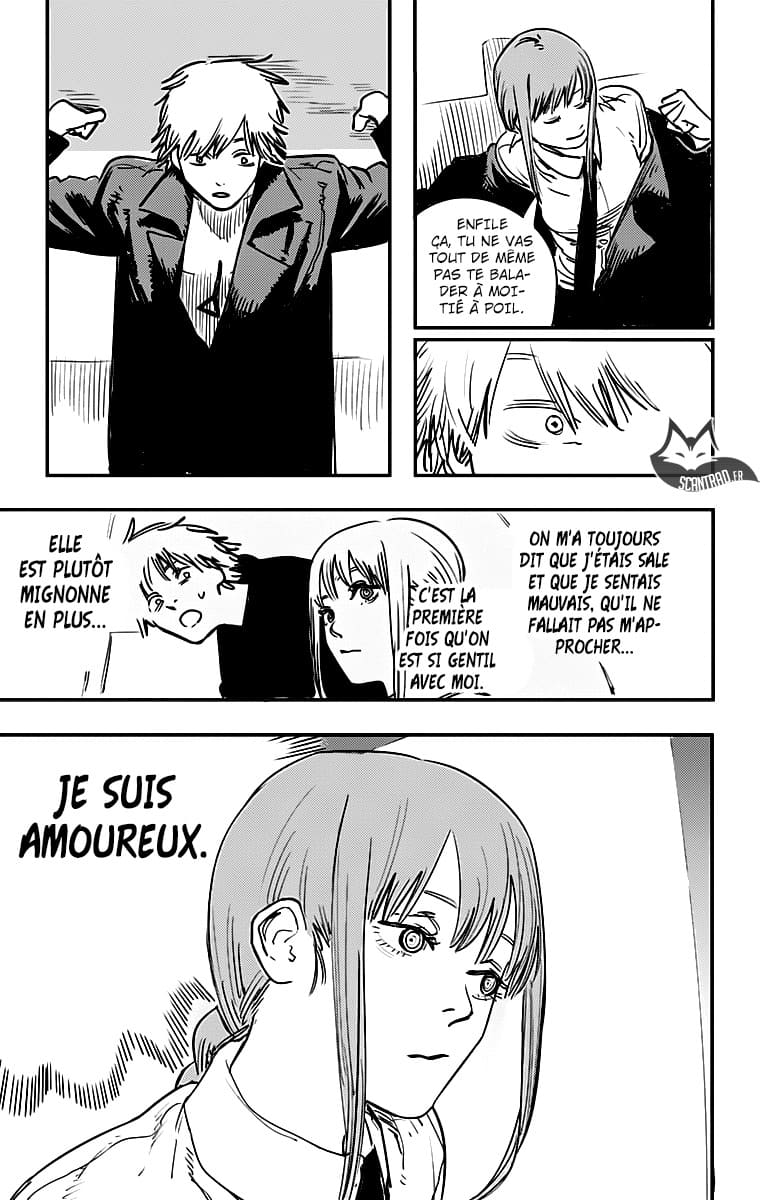 ENFILE
ÇA, TU NE VAS
TOUT DE MÊME
PAS TE BALA-
DER À MOI-
TIÉ À POIL.
SCANTRAD.FR
ON M'A TOUJOURS
DIT QUE J'ÉTAIS SALE
ET QUE JE SENTAIS
MAUVAIS, QU'IL NE
FALLAIT PAS M'AP-
PROCHER...
C'EST LA
PREMIÈRE
FOIS QU'ON
EST SI GENTIL
AVEC MOI.
ELLE
EST PLUTÔT
MIGNONNE
EN PLUS...
JE SUIS
AMOUREUX.